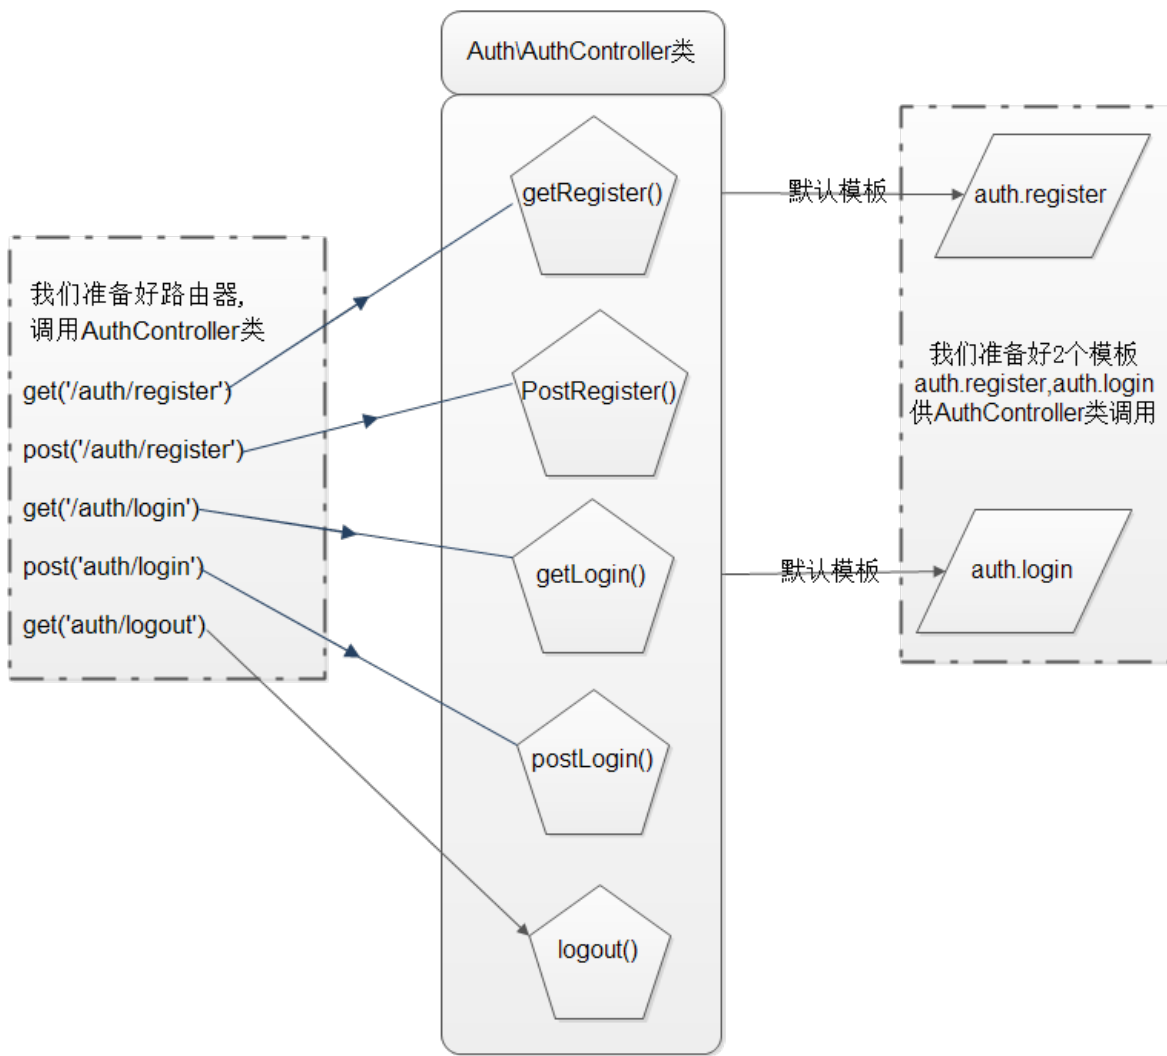 Auth\AuthController类
我们准备好路由器,
调用AuthController类
get('/auth/register')
post('/auth/register')
get('/auth/login')
post('auth/login')
get('auth/logout')
getRegister()
PostRegister()
getLogin()
postLogin()
logout()
默认模板
auth.register
我们准备好2个模板
auth.register,auth.login
供AuthController类调用
默认模板
auth.login